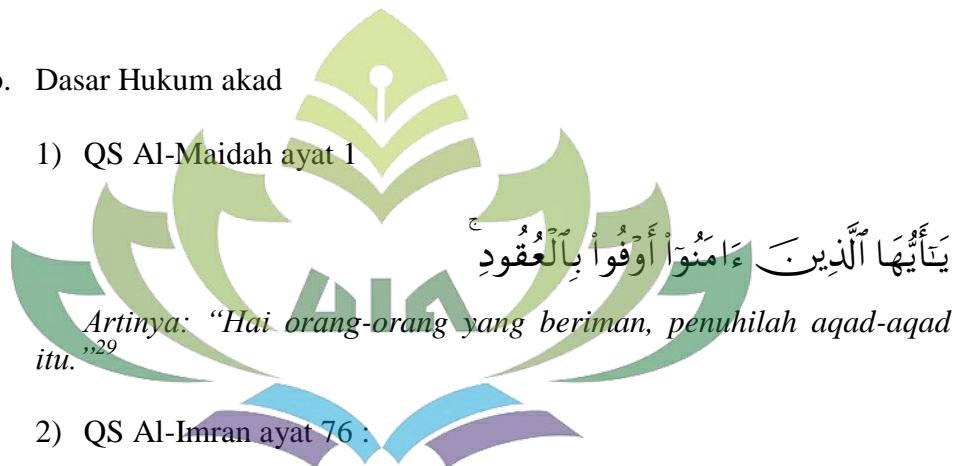 . Dasar Hukum akad
1) QS Al-Maidah ayat 1
يَٰٓأَيُّهَا ٱلَّذِينَ ءَامَنُوٓا۟ أَوْفُوا۟ بِٱلْعُقُودِ ۚ
Artinya: “Hai orang-orang yang beriman, penuhilah aqad-aqad
itu.”29
2) QS Al-Imran ayat 76 :